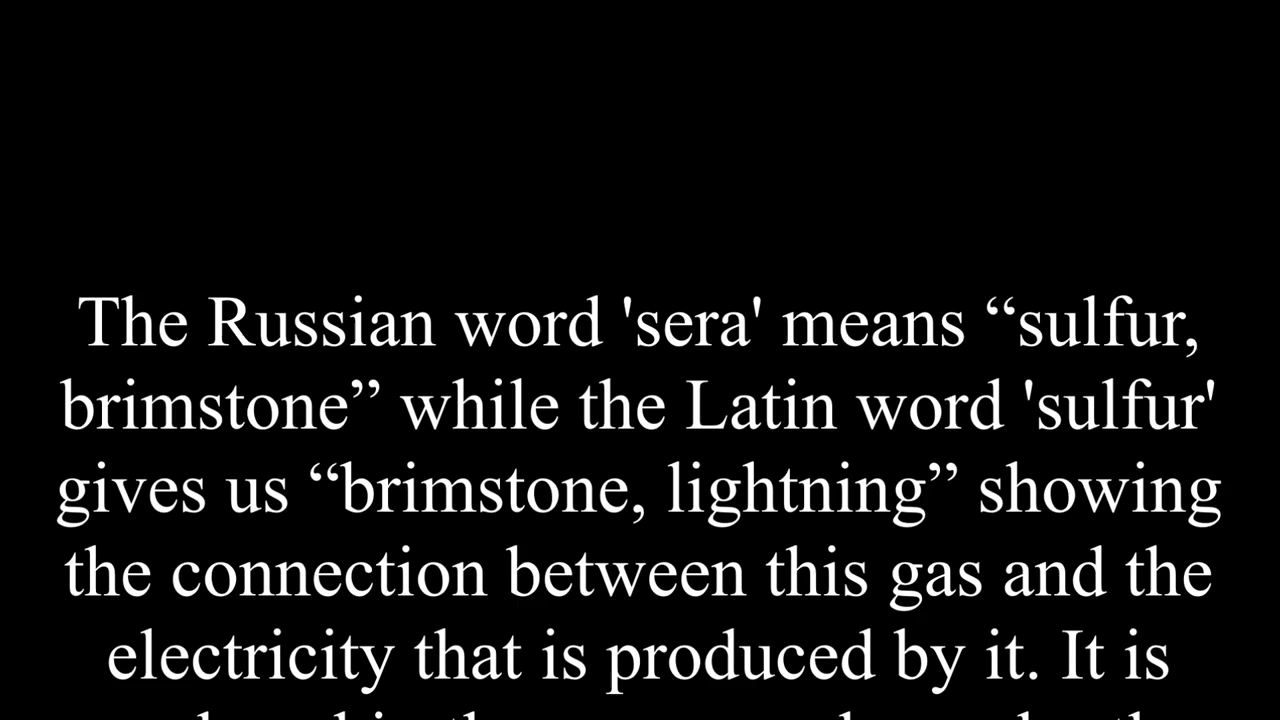 The Russian word 'sera' means “sulfur,
brimstone” while the Latin word 'sulfur'
gives us “brimstone, lightning” showing
the connection between this gas and the
electricity that is produced by it. It is